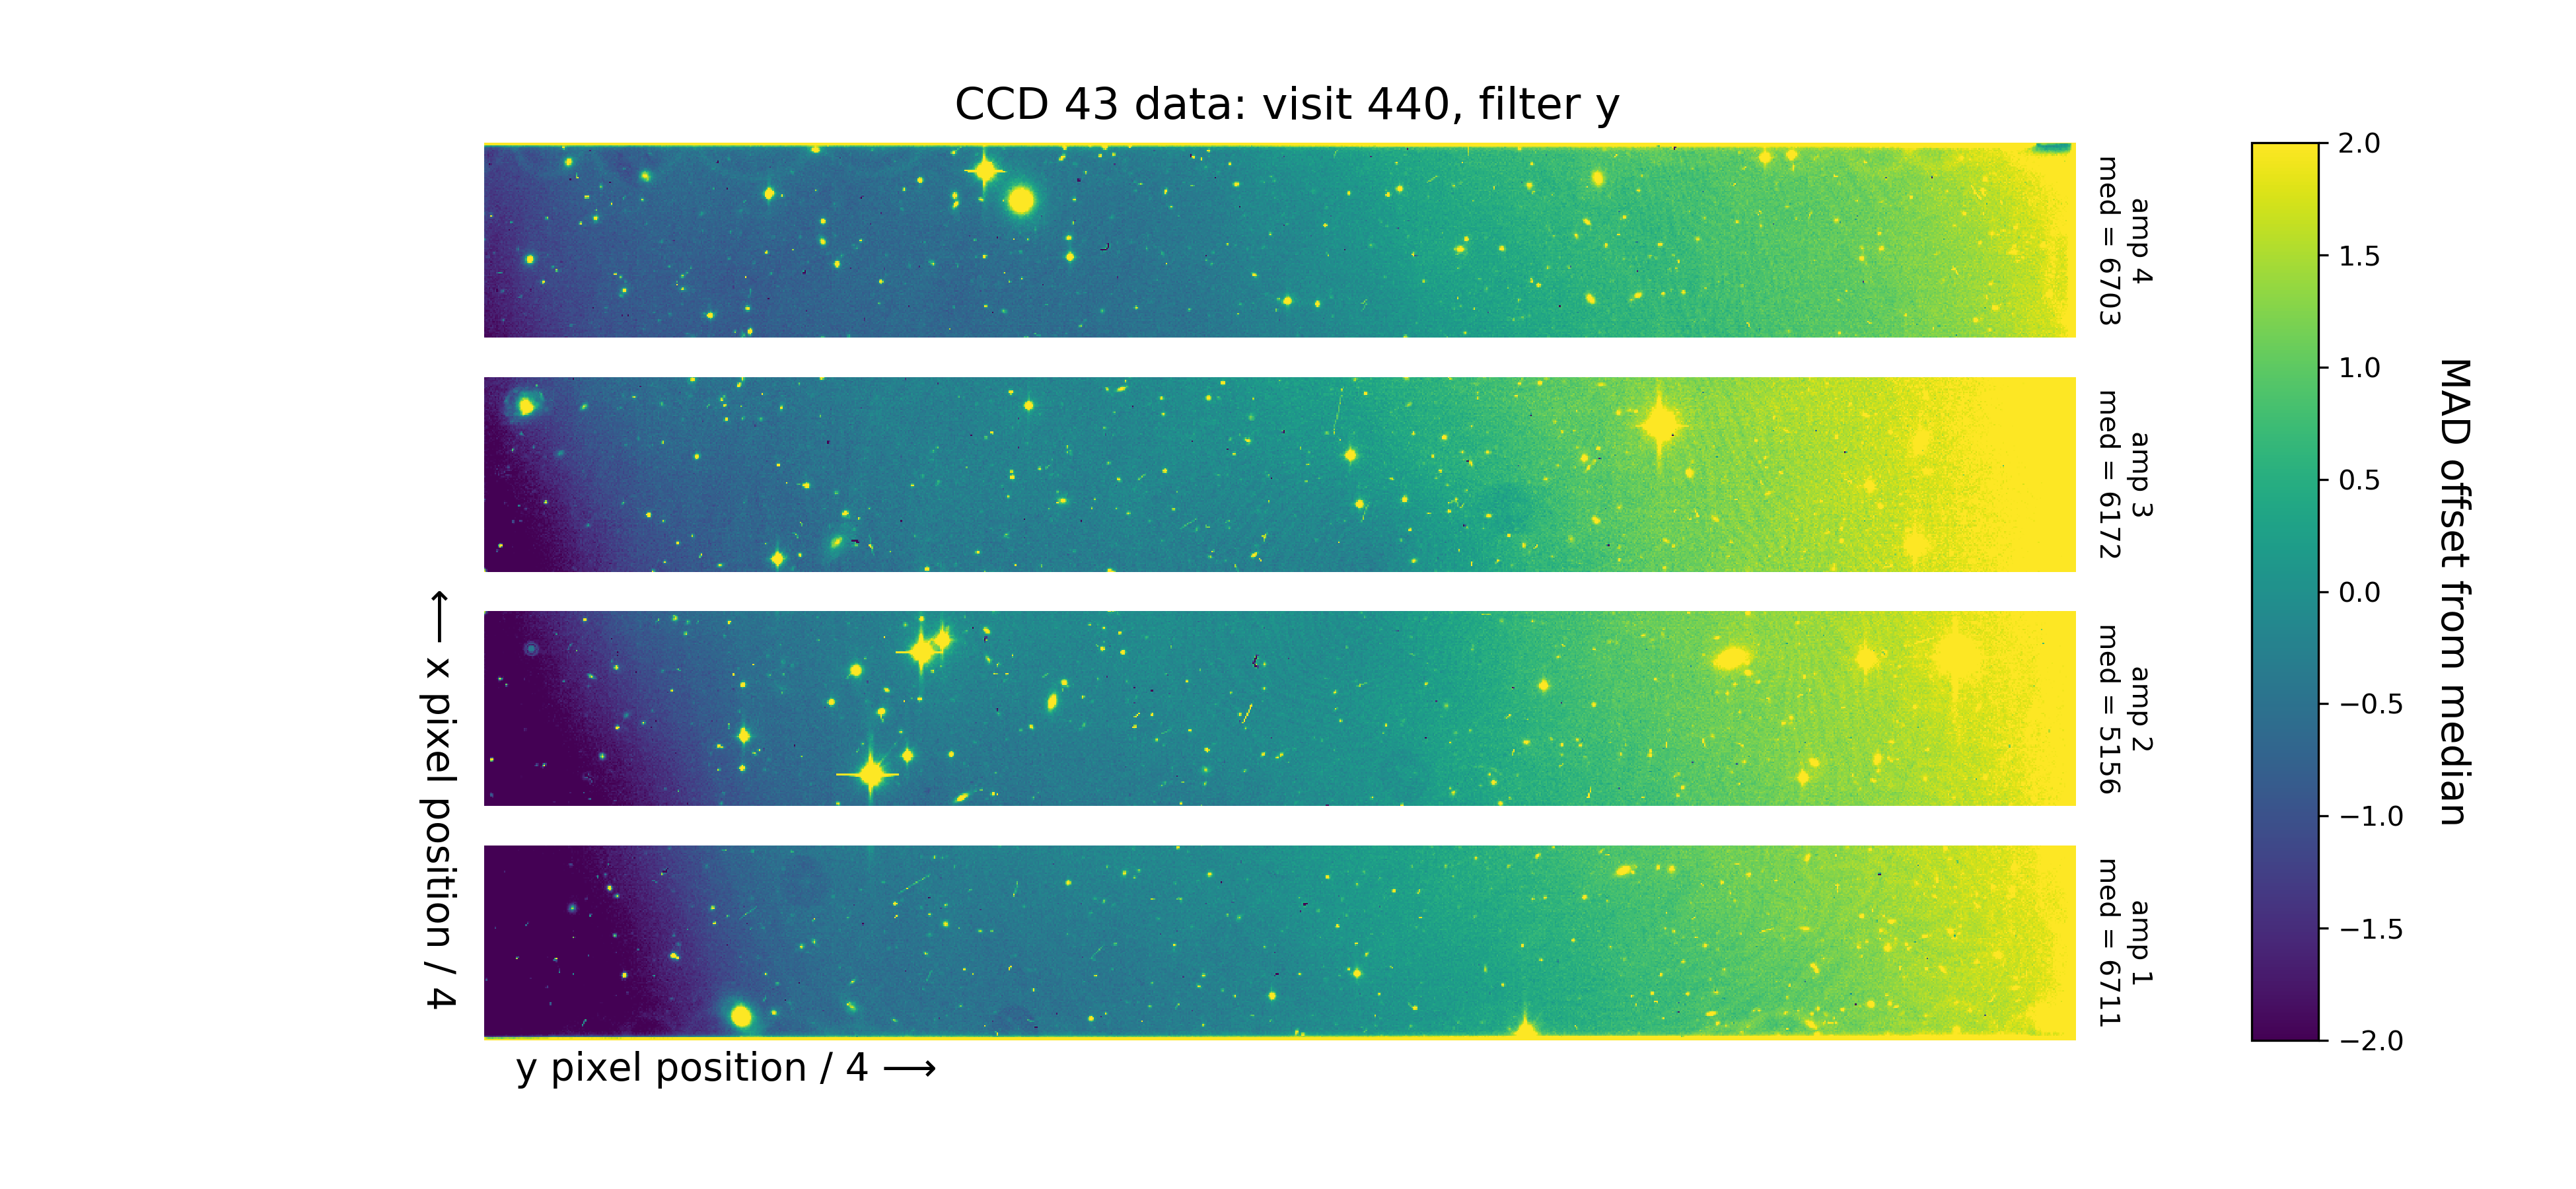 CCD 43 data: visit 440, filter y
amp 4
med = 6703
amp 3
med = 6172
amp 2
med = 5156
amp 1
med = 6711
x pixel position / 4 ⟶
y pixel position / 4 ⟶
2.0
1.5
1.0
0.5
0.0
−0.5
−1.0
−1.5
−2.0
MAD offset from median